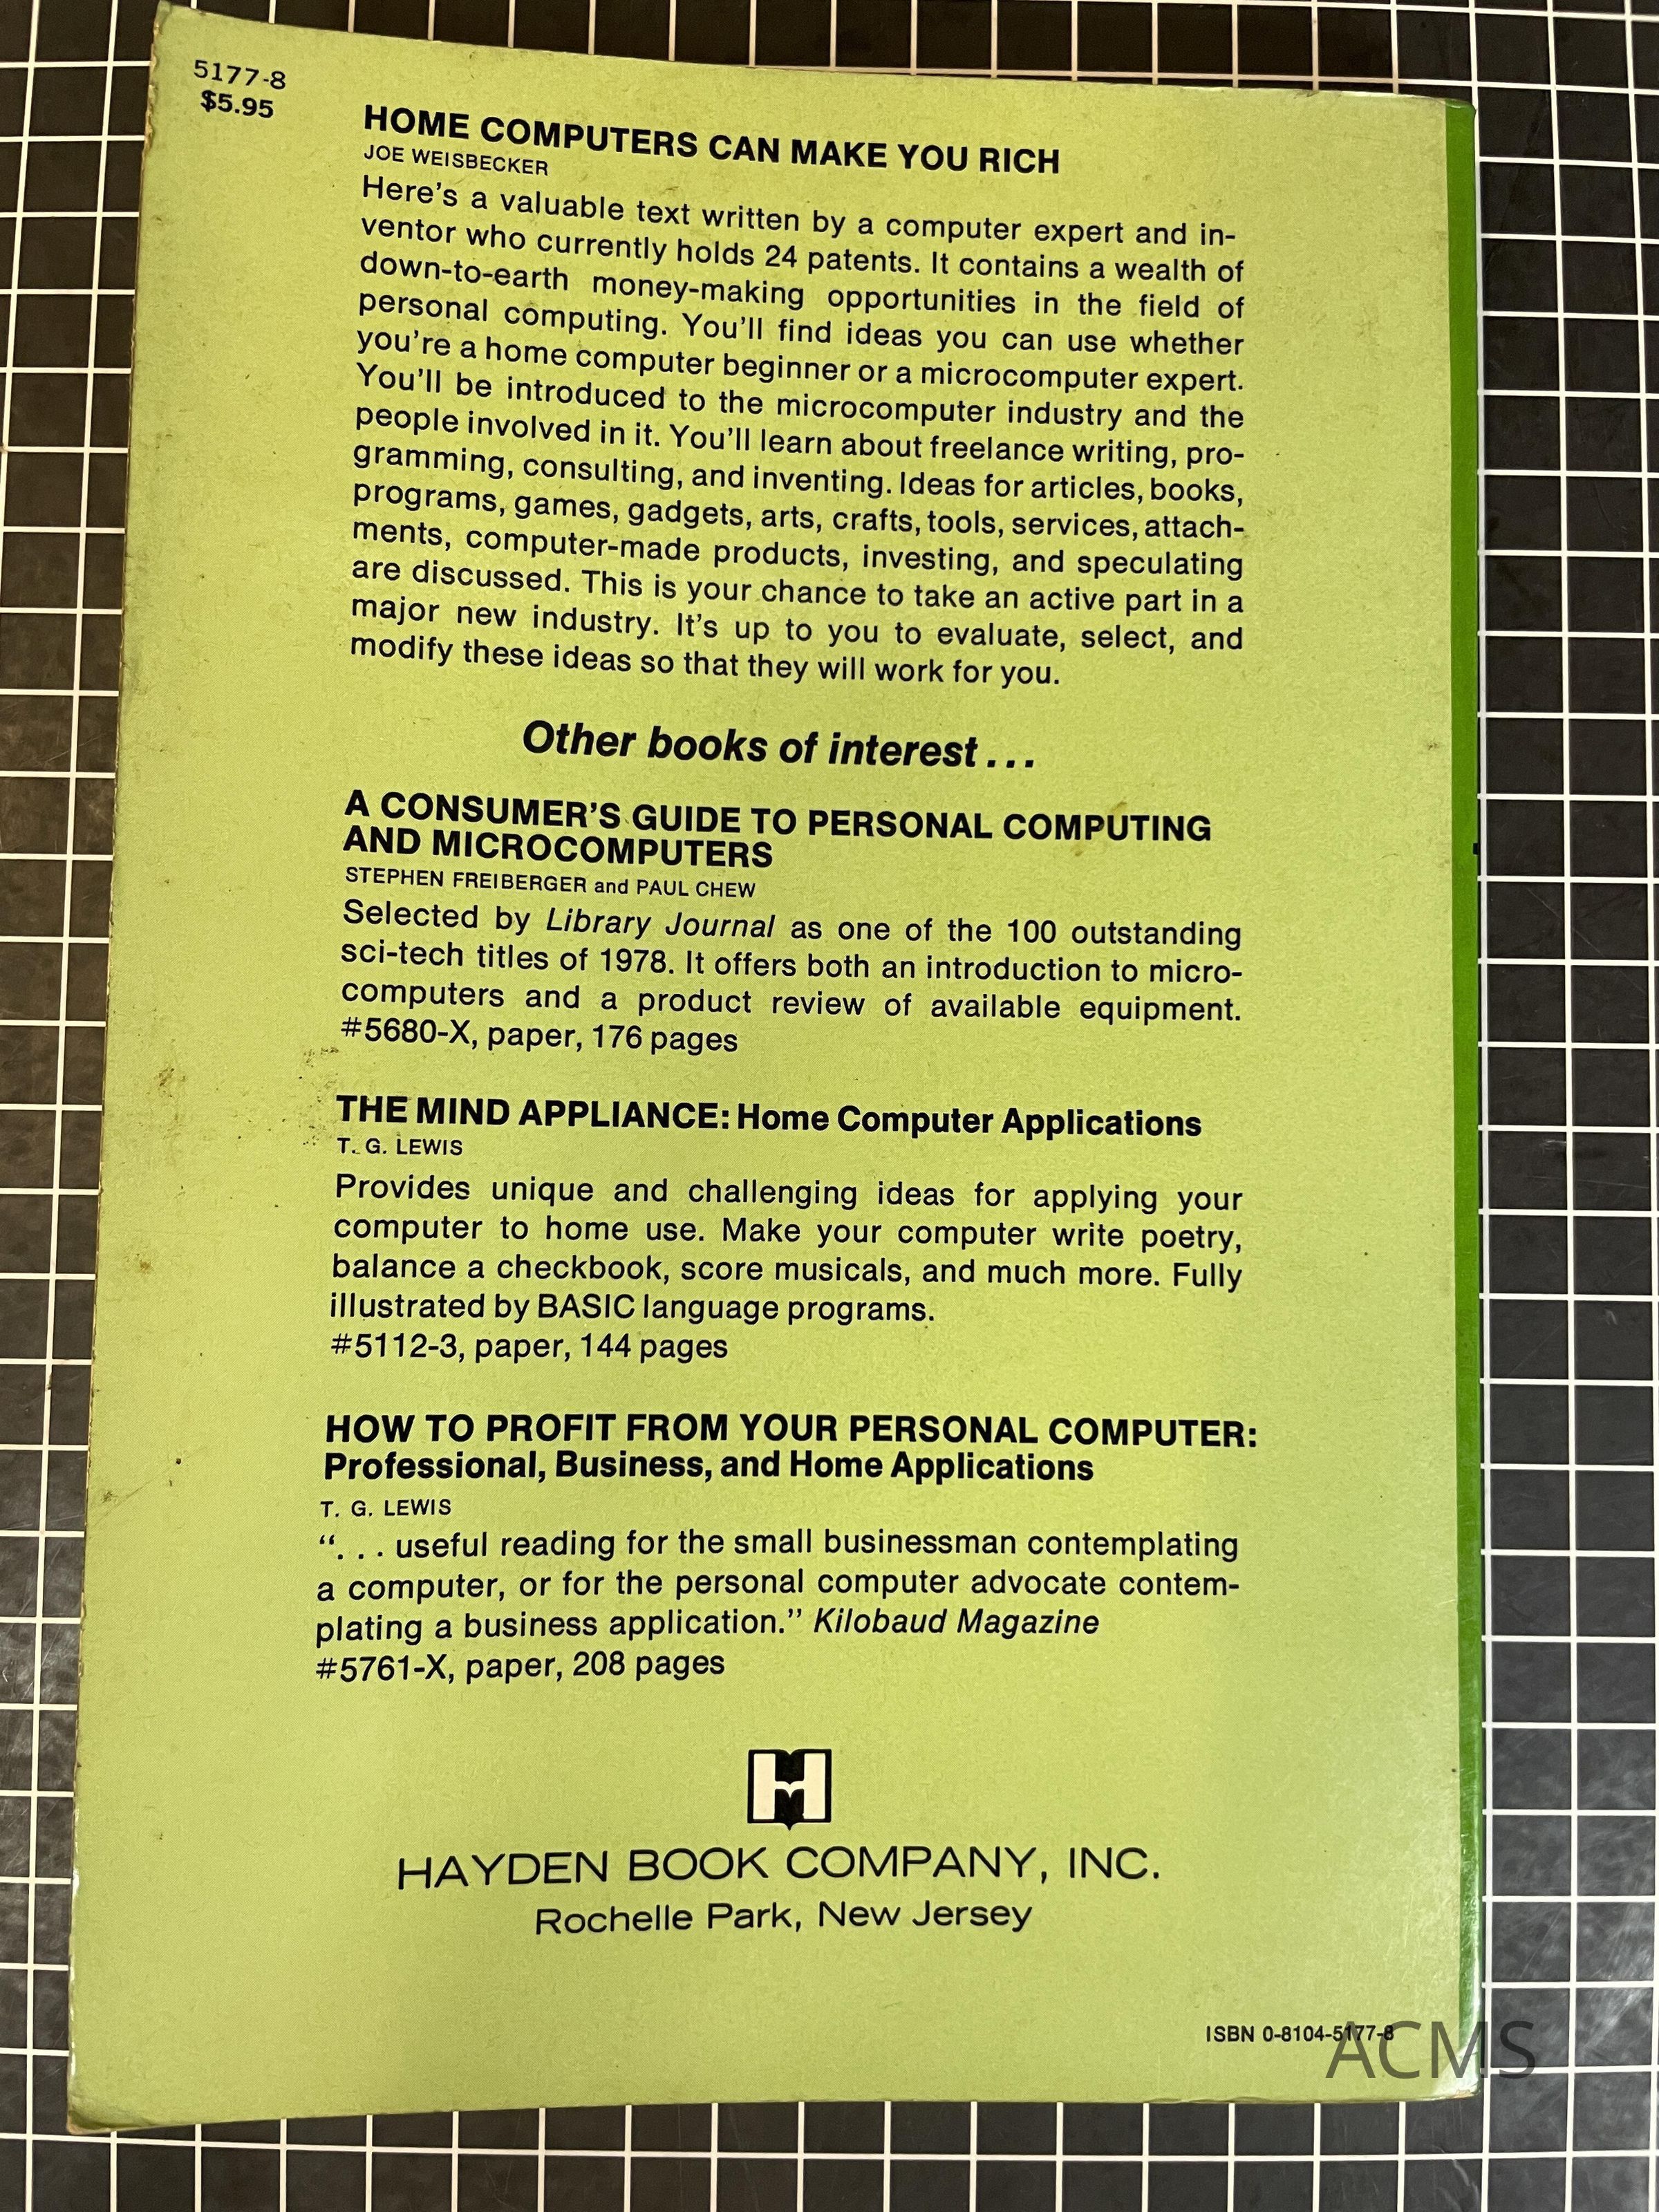 5177-8
$5.95
HOME COMPUTERS CAN MAKE YOU RICH
JOE WEISBECKER
Here's a valuable text written by a computer expert and in-
ventor who currently holds 24 patents. It contains a wealth of
down-to-earth money-making opportunities in the field of
personal computing. You'll find ideas you can use whether
you're a home computer beginner or a microcomputer expert.
You'll be introduced to the microcomputer industry and the
people involved in it. You'll learn about freelance writing, pro-
gramming, consulting, and inventing. Ideas for articles, books,
programs, games, gadgets, arts, crafts, tools, services, attach-
ments, computer-made products, investing, and speculating
are discussed. This is your chance to take an active part in a
major new industry. It's up to you to evaluate, select, and
modify these ideas so that they will work for you.
Other books of interest...
A CONSUMER'S GUIDE TO PERSONAL COMPUTING
AND MICROCOMPUTERS
STEPHEN FREIBERGER and PAUL CHEW
Selected by Library Journal as one of the 100 outstanding
sci-tech titles of 1978. It offers both an introduction to micro-
computers and a product review of available equipment.
#5680-X, paper, 176 pages
THE MIND APPLIANCE: Home Computer Applications
T. G. LEWIS
Provides unique and challenging ideas for applying your
computer to home use. Make your computer write poetry,
balance a checkbook, score musicals, and much more. Fully
illustrated by BASIC language programs.
#5112-3, paper, 144 pages
HOW TO PROFIT FROM YOUR PERSONAL COMPUTER:
Professional, Business, and Home Applications
T. G. LEWIS
". . . useful reading for the small businessman contemplating
a computer, or for the personal computer advocate contem-
plating a business application." Kilobaud Magazine
#5761-X, paper, 208 pages
H
HAYDEN BOOK COMPANY, INC.
Rochelle Park, New Jersey
ISBN 0-8104-5177-8
ACMS